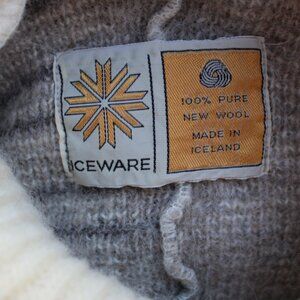 ICEWARE
100% PURE
NEW WOOL
MADE IN
ICELAND